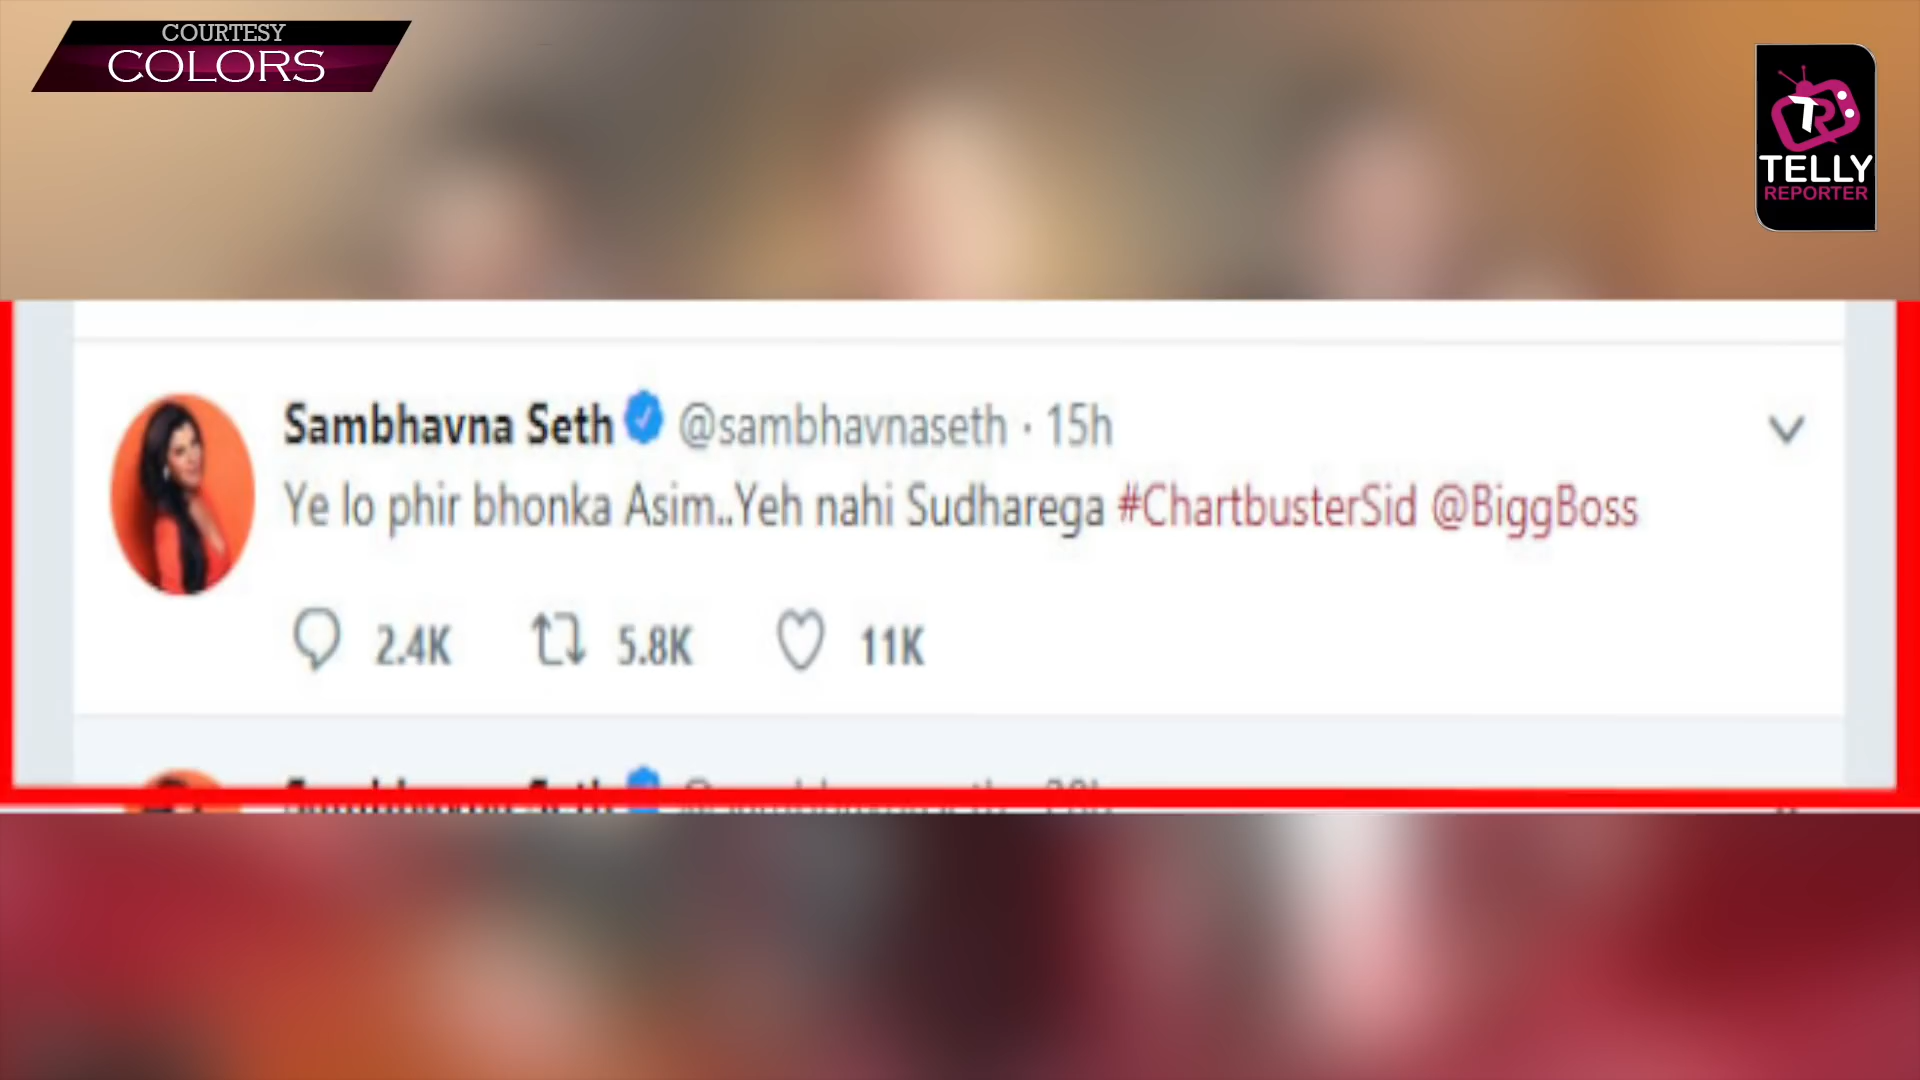 COURTESY
COLORS
TELLY
REPORTER
Sambhavna Seth @sambhavnaseth · 15h
Ye lo phir bhonka Asim..Yeh nahi Sudharega #ChartbusterSid @BiggBoss
2.4K 5.8K 11K